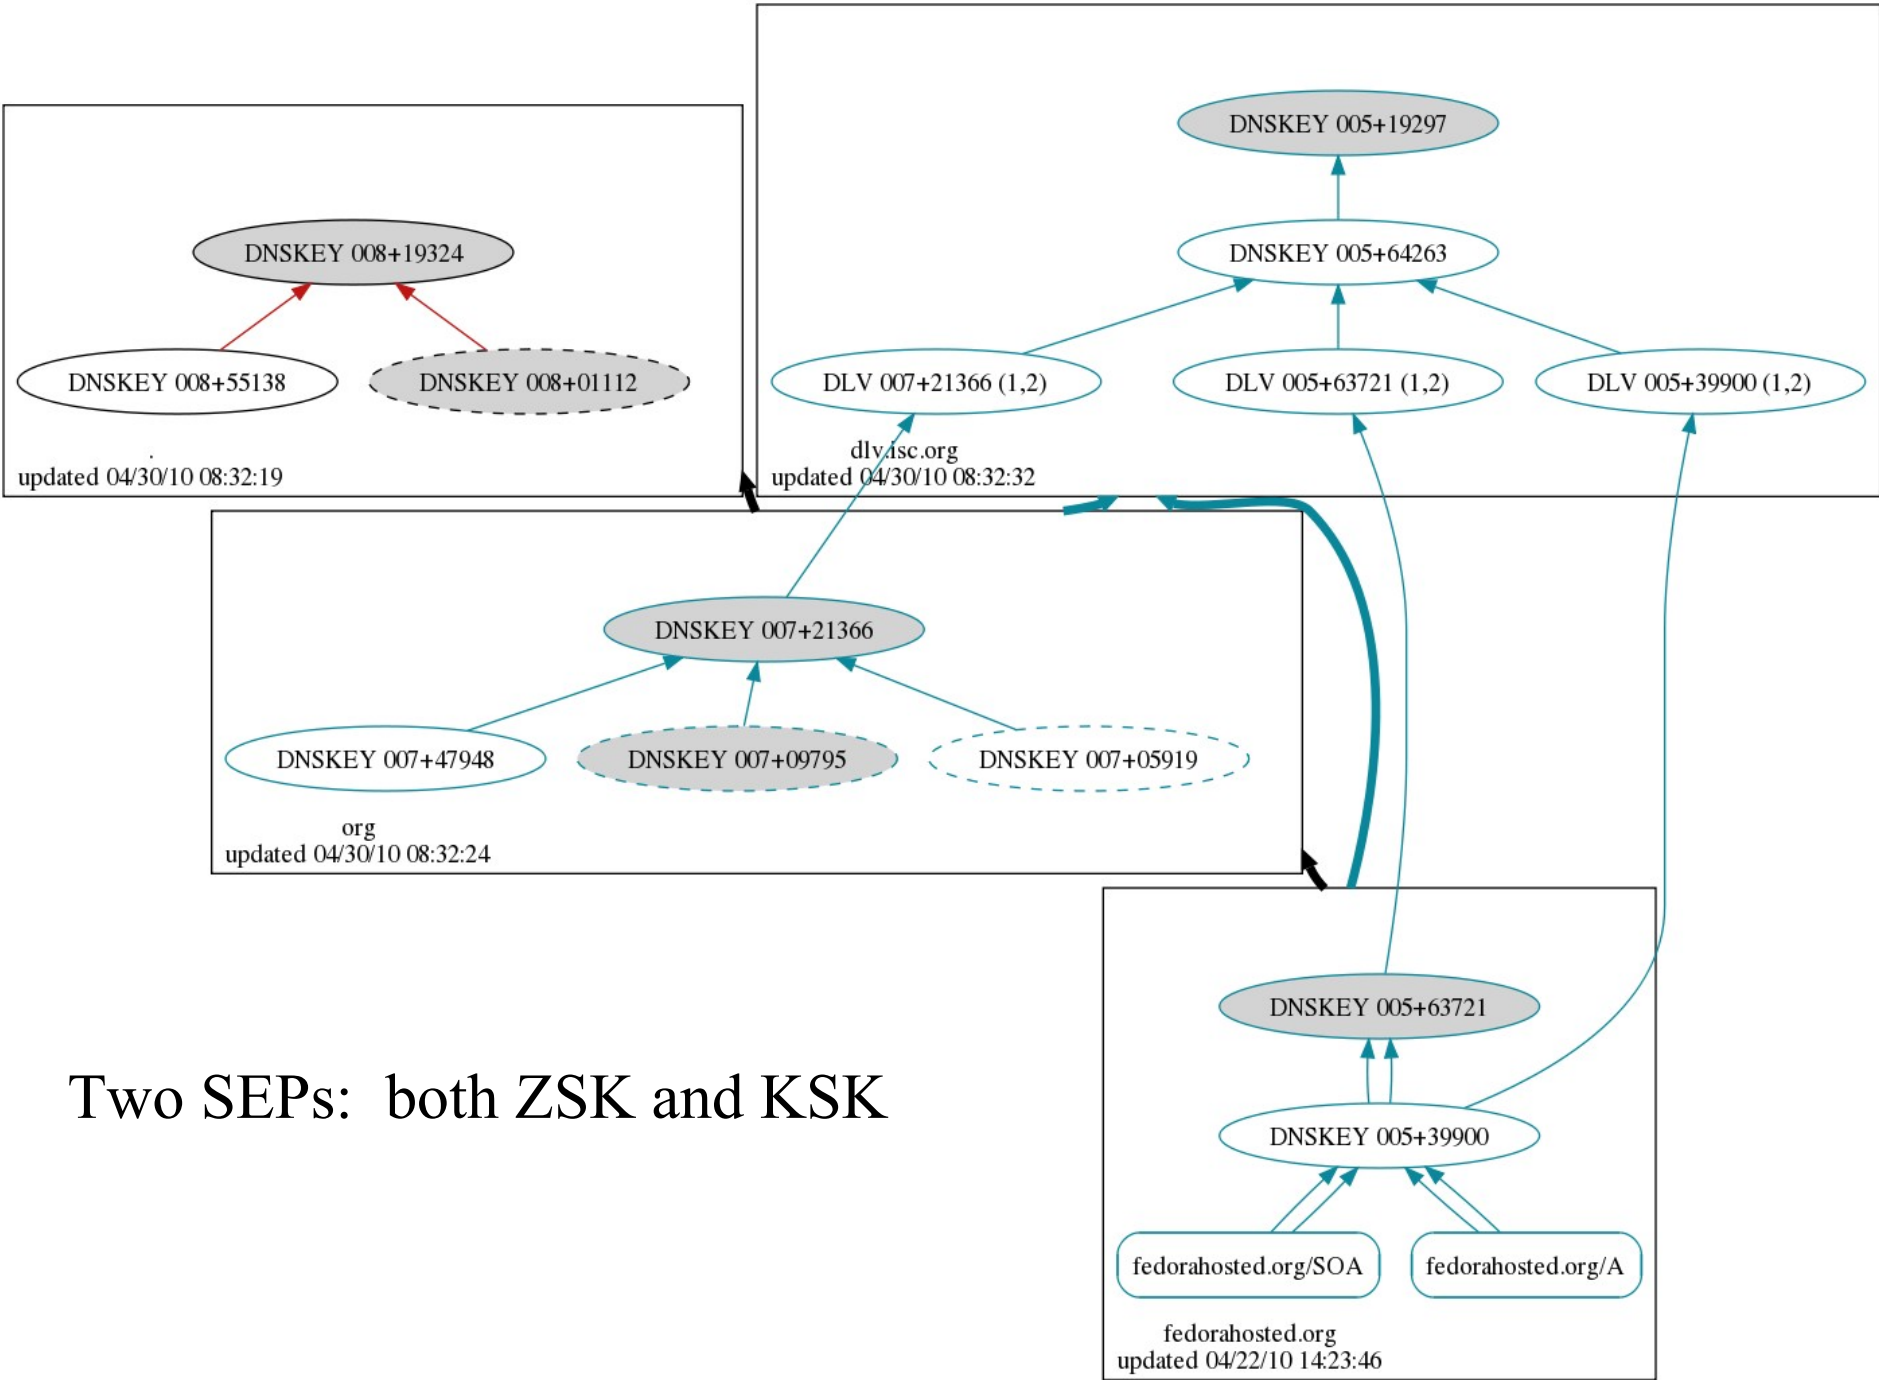 DNSKEY 005+19297
DNSKEY 008+19324
DNSKEY 005+64263
DNSKEY 008+55138
DNSKEY 008+01112
DLV 007+21366 (1,2)
DLV 005+63721 (1,2)
DLV 005+39900 (1,2)
.
updated 04/30/10 08:32:19
dlv.isc.org
updated 04/30/10 08:32:32
DNSKEY 007+21366
DNSKEY 007+47948
DNSKEY 007+09795
DNSKEY 007+05919
org
updated 04/30/10 08:32:24
DNSKEY 005+63721
Two SEPs: both ZSK and KSK
DNSKEY 005+39900
fedorahosted.org/SOA
fedorahosted.org/A
fedorahosted.org
updated 04/22/10 14:23:46